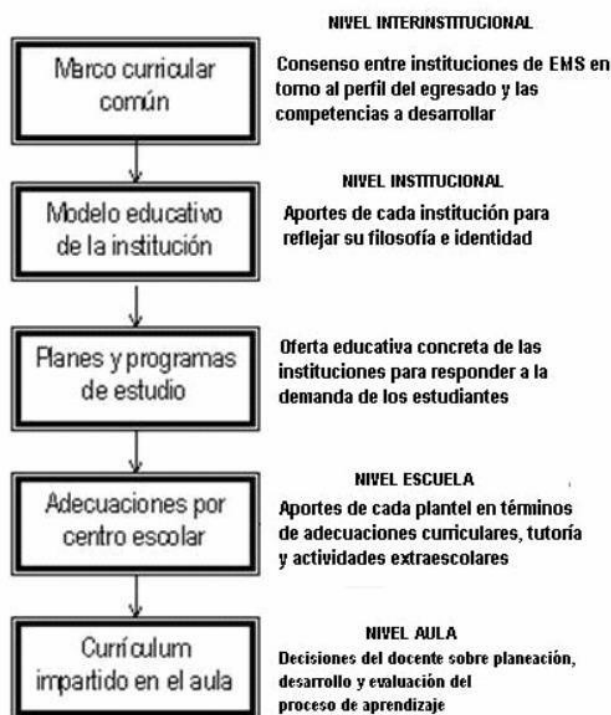 NIVEL INTERINSTITUCIONAL
Marco curricular
común
Consenso entre instituciones de EMS en
torno al perfil del egresado y las
competencias a desarrollar
NIVEL INSTITUCIONAL
Modelo educativo
de la institución
Aportes de cada institución para
reflejar su filosofía e identidad
Planes y programas
de estudio
Oferta educativa concreta de las
instituciones para responder a la
demanda de los estudiantes
NIVEL ESCUELA
Adecuaciones por
centro escolar
Aportes de cada plantel en términos
de adecuaciones curriculares, tutoría
y actividades extraescolares
NIVEL AULA
Currículum
impartido en el aula
Decisiones del docente sobre planeación,
desarrollo y evaluación del
proceso de aprendizaje